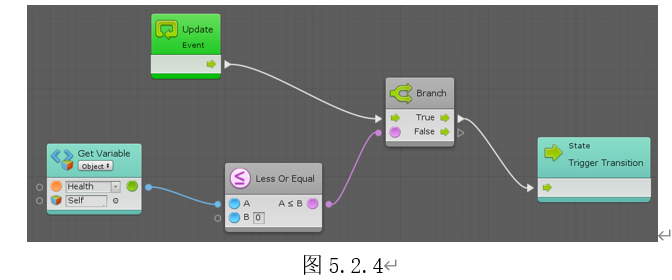 Update
Event
Branch
True
False
State
Trigger Transition
Get Variable
Object
Health
Self
Less Or Equal
A A ≤ B
B 0
图 5.2.4